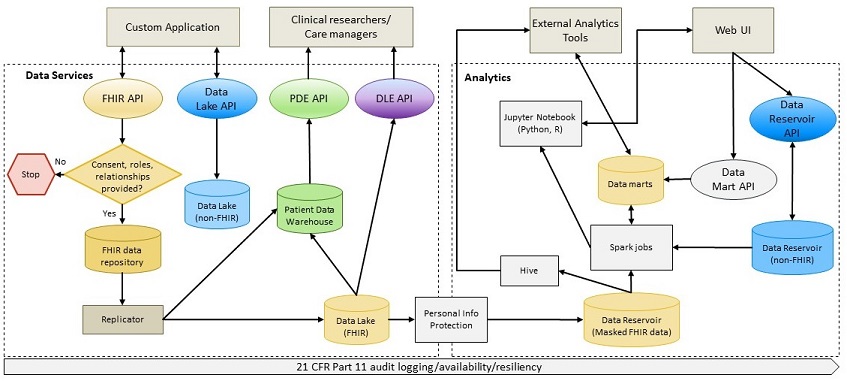 Custom Application
Clinical researchers/
Care managers
External Analytics
Tools
Web UI
Data Services
FHIR API
Data
Lake API
PDE API
DLE API
Analytics
Jupyter Notebook
(Python, R)
Data
Reservoir
API
Stop
No
Consent, roles,
relationships
provided?
Yes
Data Lake
(non-FHIR)
Patient Data
Warehouse
Data marts
Data
Mart API
FHIR data
repository
Spark jobs
Data Reservoir
(non-FHIR)
Hive
Replicator
Data Lake
(FHIR)
Personal Info
Protection
Data Reservoir
(Masked FHIR data)
21 CFR Part 11 audit logging/availability/resiliency